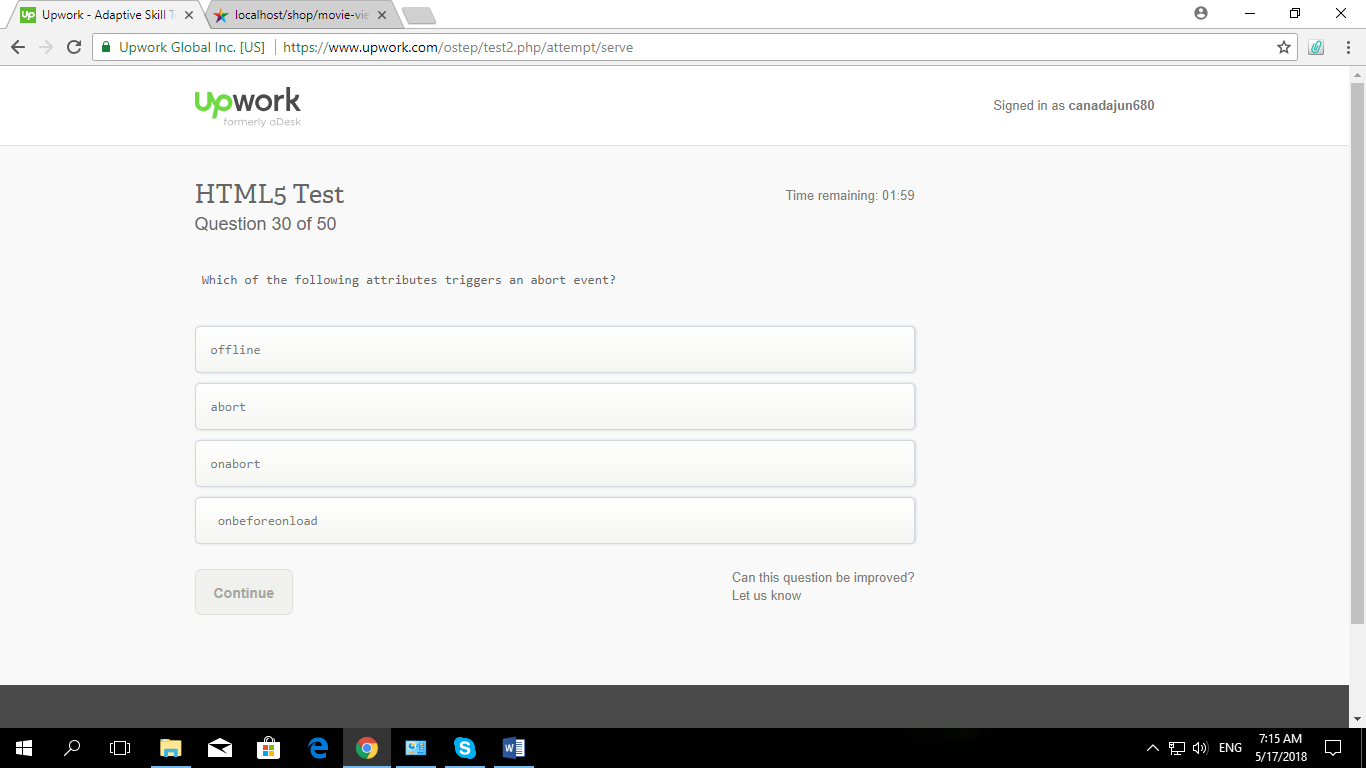 Upwork - Adaptive Skill T
localhost/shop/movie-vie
Upwork Global Inc. [US]
https://www.upwork.com/ostep/test2.php/attempt/serve
upwork
formerly oDesk
Signed in as canadajun680
HTML5 Test
Time remaining: 01:59
Question 30 of 50
Which of the following attributes triggers an abort event?
offline
abort
onabort
onbeforeonload
Continue
Can this question be improved?
Let us know
ENG
7:15 AM
5/17/2018